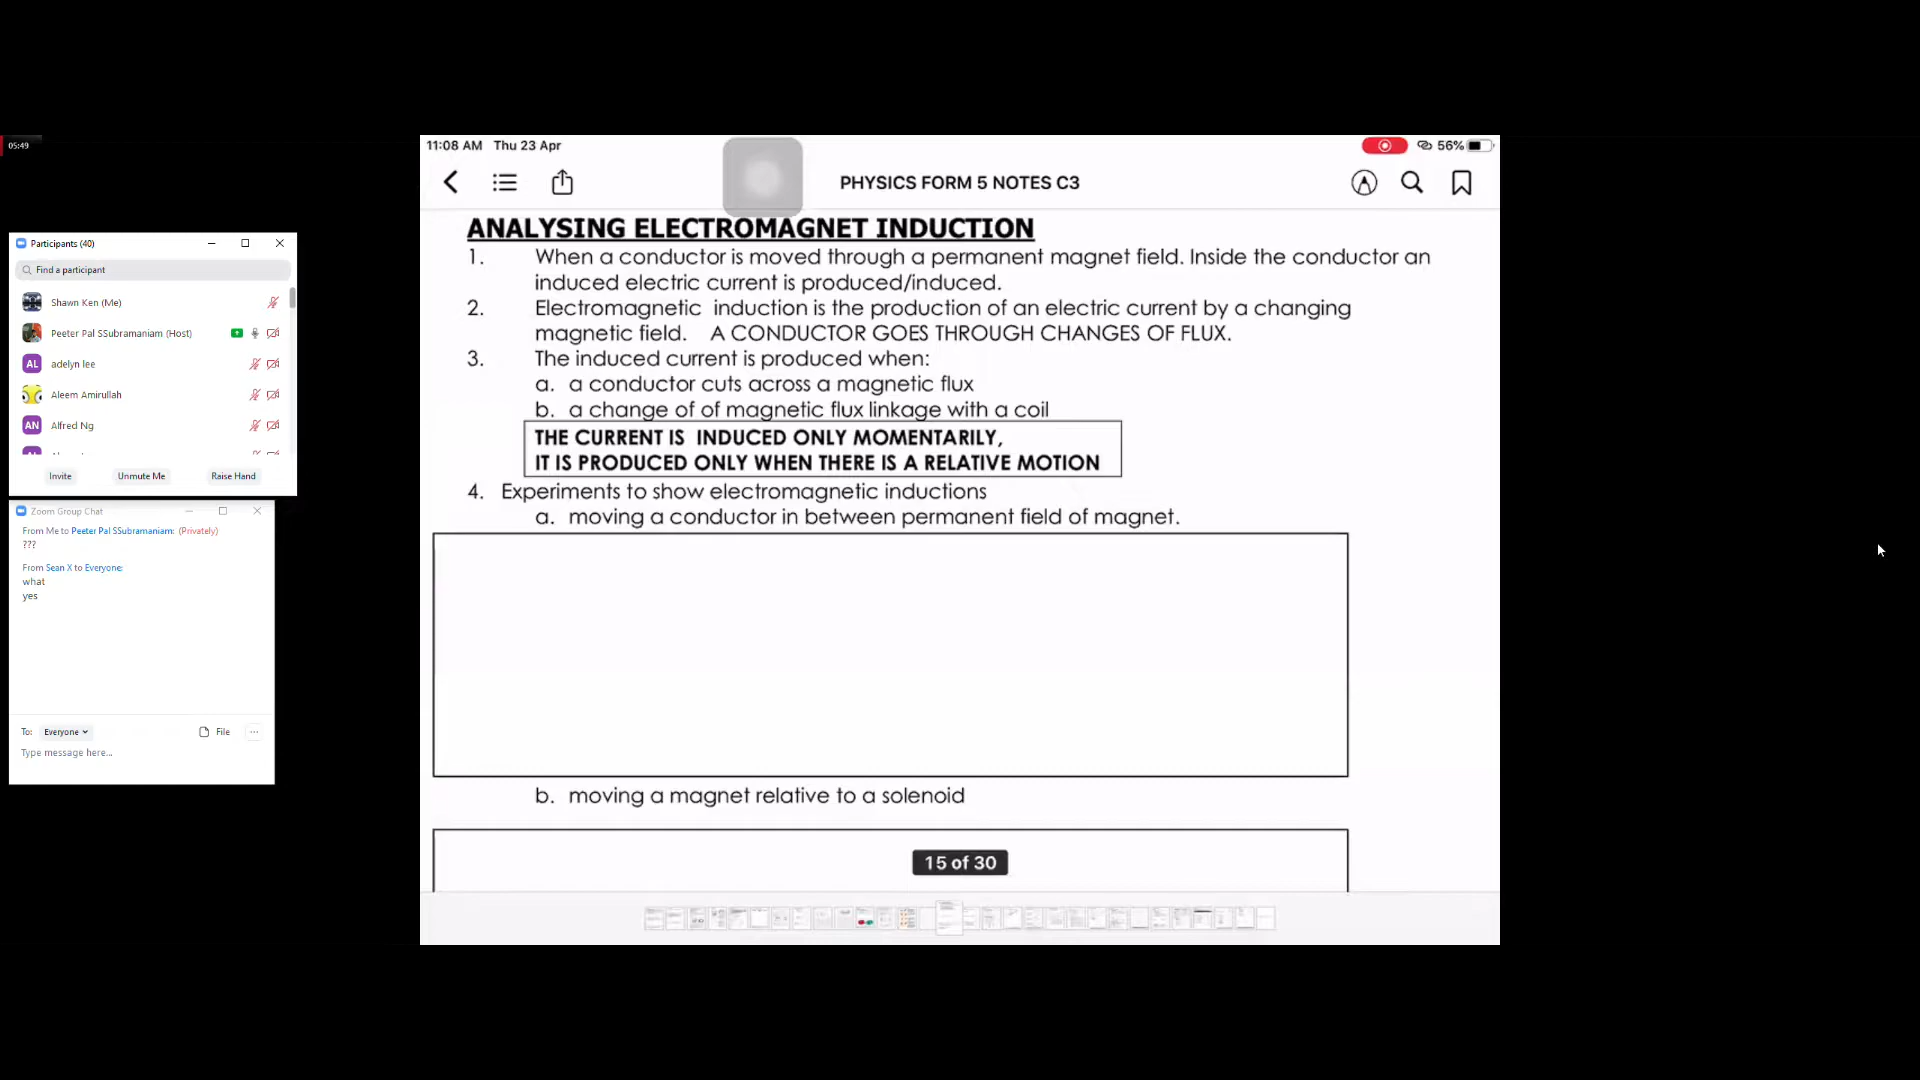 05:49
Participants (40)
Find a participant
Shawn Ken (Me)
Peeter Pal SSubramaniam (Host)
AL adelyn lee
Aleem Amirullah
AN Alfred Ng
Invite Unmute Me Raise Hand
Zoom Group Chat
From Me to Peeter Pal SSubramaniam: (Privately)
???
From Sean X to Everyone:
what
yes
To: Everyone File ...
Type message here...
11:08 AM Thu 23 Apr 56%
PHYSICS FORM 5 NOTES C3
ANALYSING ELECTROMAGNET INDUCTION
1. When a conductor is moved through a permanent magnet field. Inside the conductor an
induced electric current is produced/induced.
2. Electromagnetic induction is the production of an electric current by a changing
magnetic field. A CONDUCTOR GOES THROUGH CHANGES OF FLUX.
3. The induced current is produced when:
a. a conductor cuts across a magnetic flux
b. a change of of magnetic flux linkage with a coil
THE CURRENT IS INDUCED ONLY MOMENTARILY,
IT IS PRODUCED ONLY WHEN THERE IS A RELATIVE MOTION
4. Experiments to show electromagnetic inductions
a. moving a conductor in between permanent field of magnet.
b. moving a magnet relative to a solenoid
15 of 30